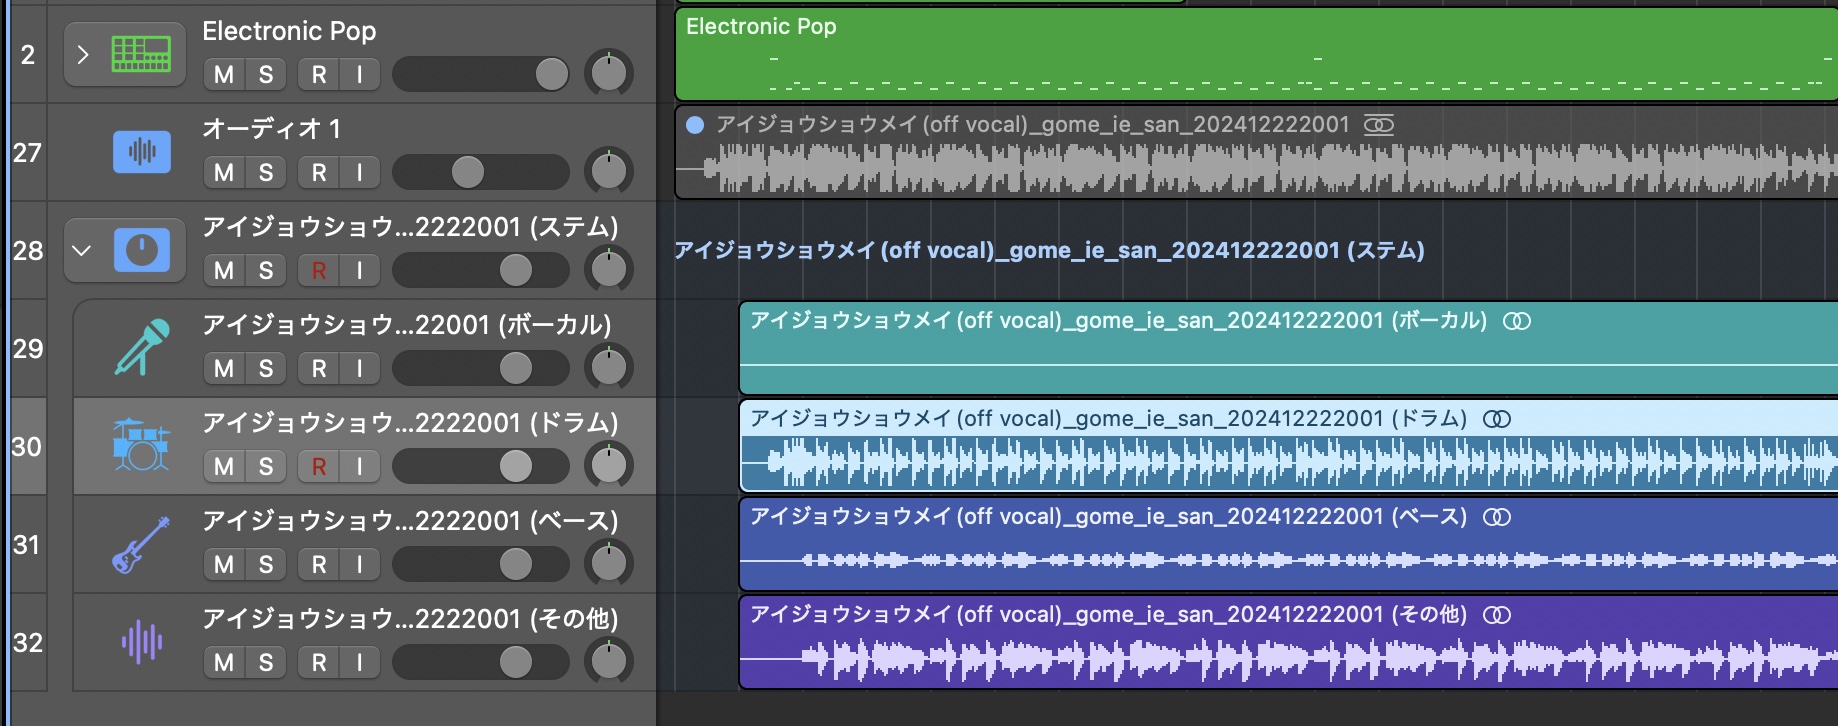 2
Electronic Pop
M S R I
Electronic Pop
27
オーディオ 1
M S R I
アイジョウショウメイ (off vocal)_gome_ie_san_202412222001
28
アイジョウショウ...2222001 (ステム)
M S R I
アイジョウショウメイ (off vocal)_gome_ie_san_202412222001 (ステム)
29
アイジョウショウ...22001 (ボーカル)
M S R I
アイジョウショウメイ (off vocal)_gome_ie_san_202412222001 (ボーカル)
30
アイジョウショウ...2222001 (ドラム)
M S R I
アイジョウショウメイ (off vocal)_gome_ie_san_202412222001 (ドラム)
31
アイジョウショウ...2222001 (ベース)
M S R I
アイジョウショウメイ (off vocal)_gome_ie_san_202412222001 (ベース)
32
アイジョウショウ...2222001 (その他)
M S R I
アイジョウショウメイ (off vocal)_gome_ie_san_202412222001 (その他)